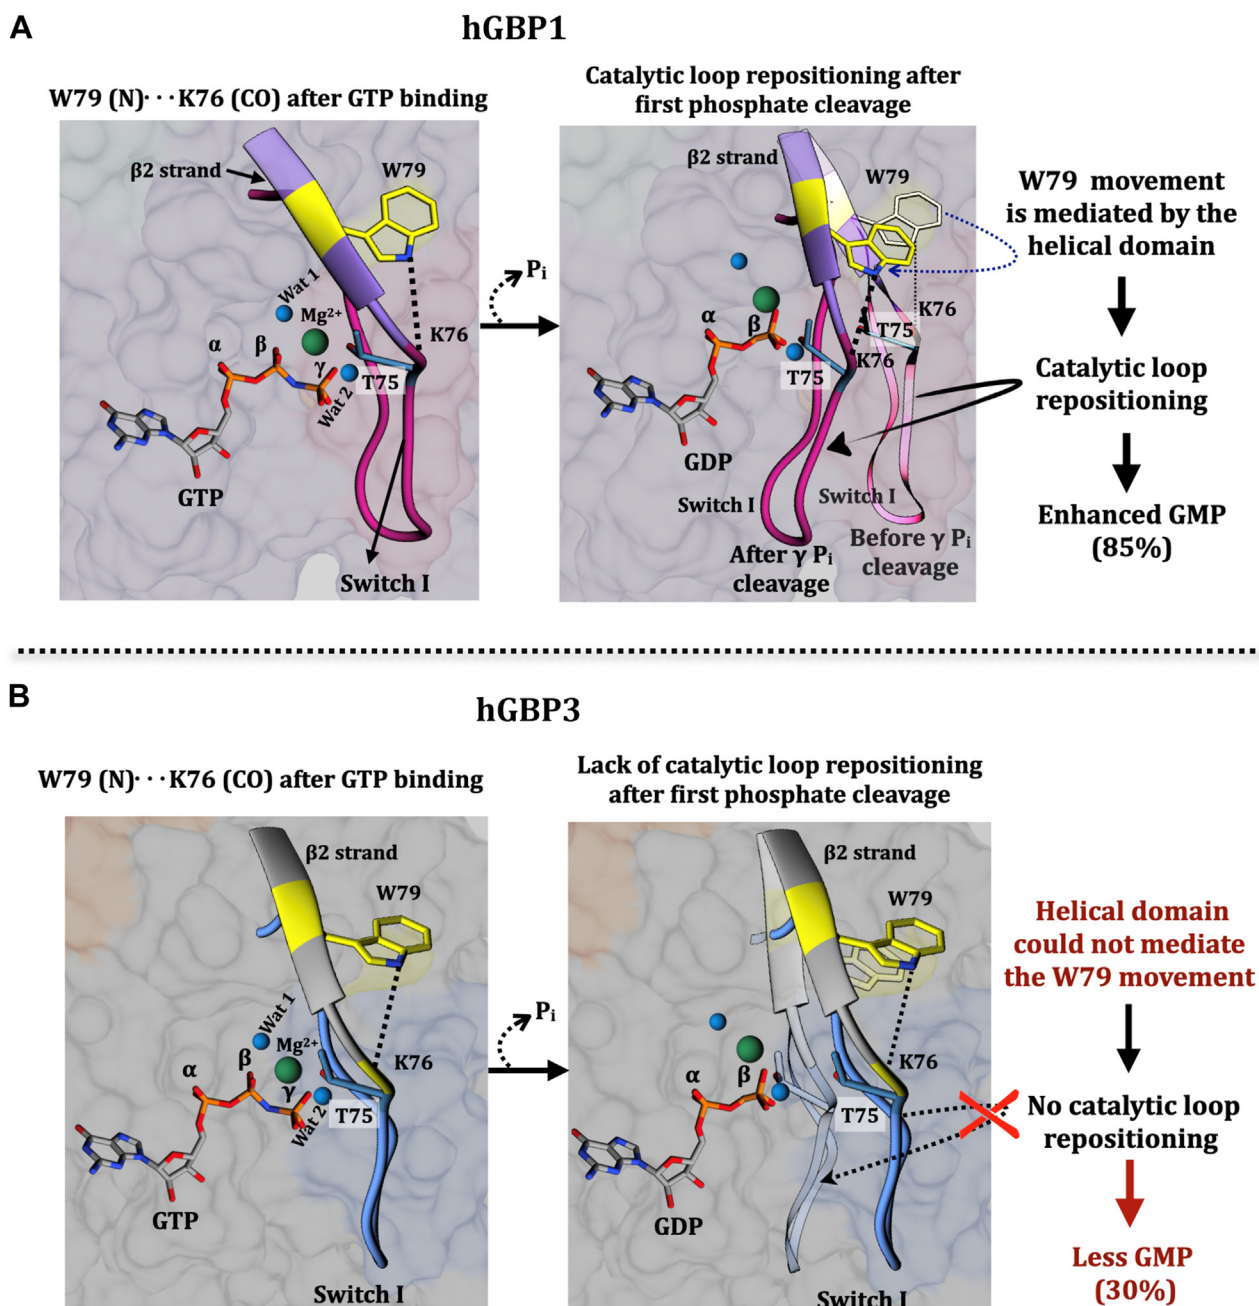 A
hGBP1
W79 (N)···K76 (CO) after GTP binding
Catalytic loop repositioning after
first phosphate cleavage
β2 strand
W79
Wat 1
Mg²⁺
K76
α
β
γ
T75
Wat 2
GTP
Switch I
Pᵢ
β2 strand
W79
K76
T75
α
β
K76
T75
GDP
Switch I
Switch I
After γ Pᵢ
cleavage
Before γ Pᵢ
cleavage
W79 movement
is mediated by the
helical domain
Catalytic loop
repositioning
Enhanced GMP
(85%)
B
hGBP3
W79 (N)···K76 (CO) after GTP binding
Lack of catalytic loop repositioning
after first phosphate cleavage
β2 strand
W79
Wat 1
Mg²⁺
K76
α
β
γ
T75
Wat 2
GTP
Switch I
Pᵢ
β2 strand
W79
K76
α
β
T75
GDP
Switch I
Helical domain
could not mediate
the W79 movement
No catalytic loop
repositioning
Less GMP
(30%)